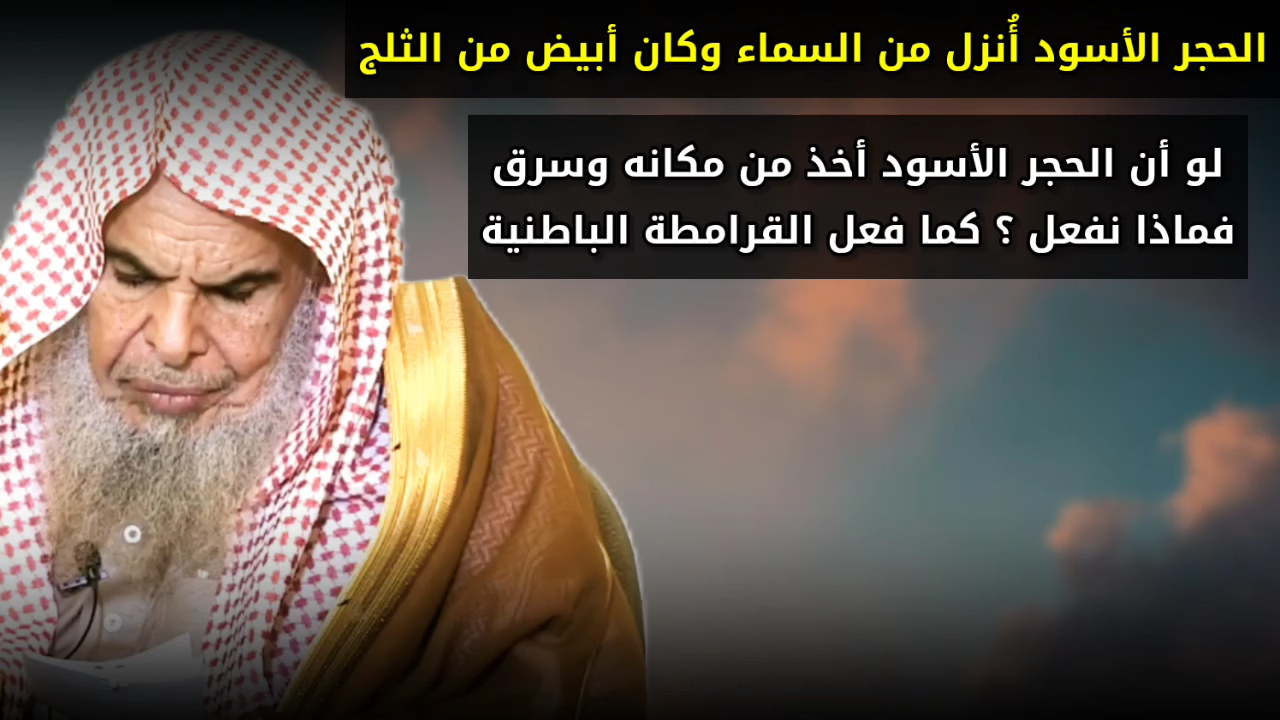 الحجر الأسود أُنزل من السماء وكان أبيض من الثلج
لو أن الحجر الأسود أخذ من مكانه وسرق
فماذا نفعل ؟ كما فعل القرامطة الباطنية